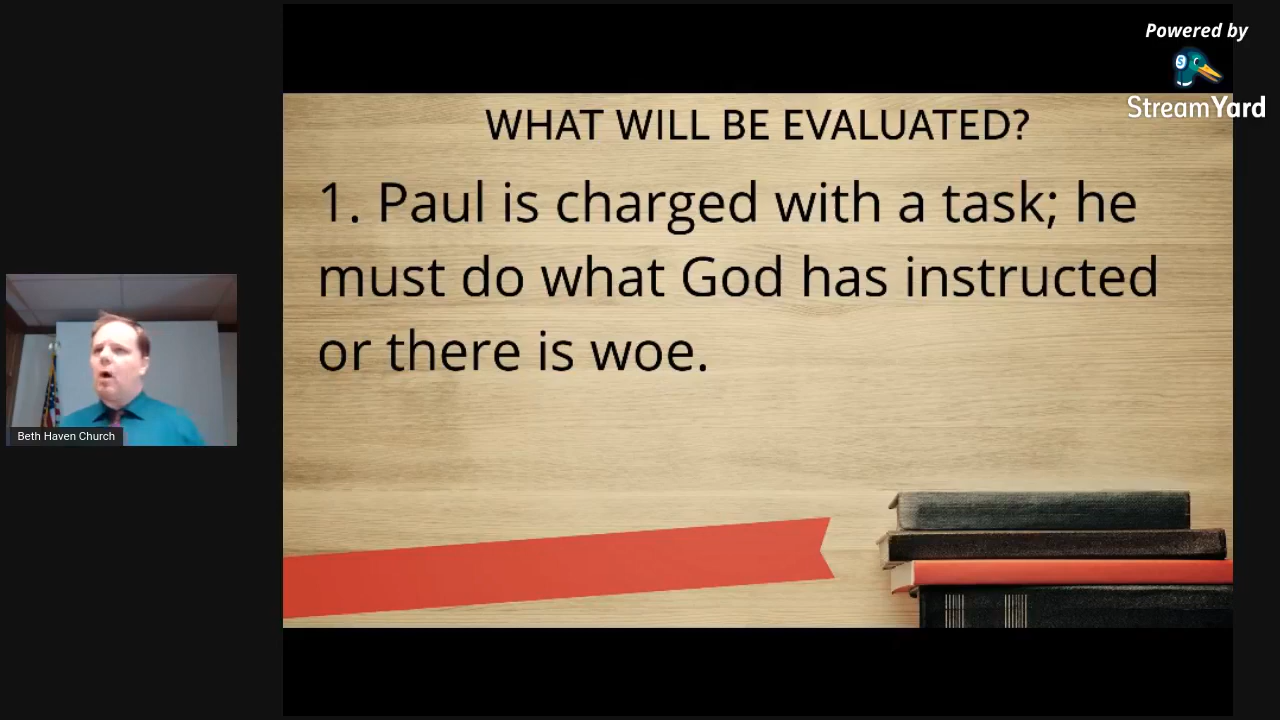 Powered by
StreamYard
WHAT WILL BE EVALUATED?
1. Paul is charged with a task; he
must do what God has instructed
or there is woe.
Beth Haven Church